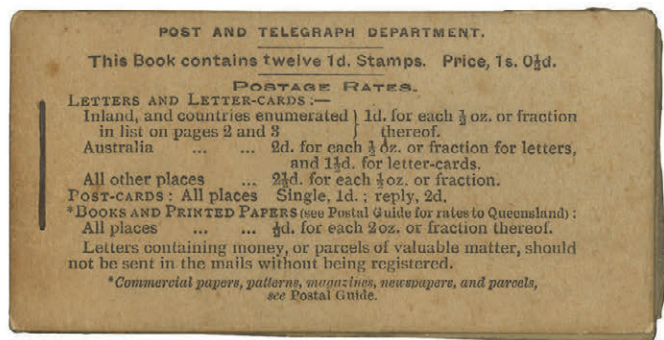 POST AND TELEGRAPH DEPARTMENT.
This Book contains twelve 1d. Stamps. Price, 1s. 0½d.
POSTAGE RATES.
LETTERS AND LETTER-CARDS:—
Inland, and countries enumerated } 1d. for each ½ oz. or fraction
in list on pages 2 and 3 } thereof.
Australia ... ... 2d. for each ½ oz. or fraction for letters,
and 1½d. for letter-cards.
All other places ... 2½d. for each ½ oz. or fraction.
POST-CARDS: All places Single, 1d.; reply, 2d.
*BOOKS AND PRINTED PAPERS (see Postal Guide for rates to Queensland):
All places ... ... ½d. for each 2 oz. or fraction thereof.
Letters containing money, or parcels of valuable matter, should
not be sent in the mails without being registered.
*Commercial papers, patterns, magazines, newspapers, and parcels,
see Postal Guide.